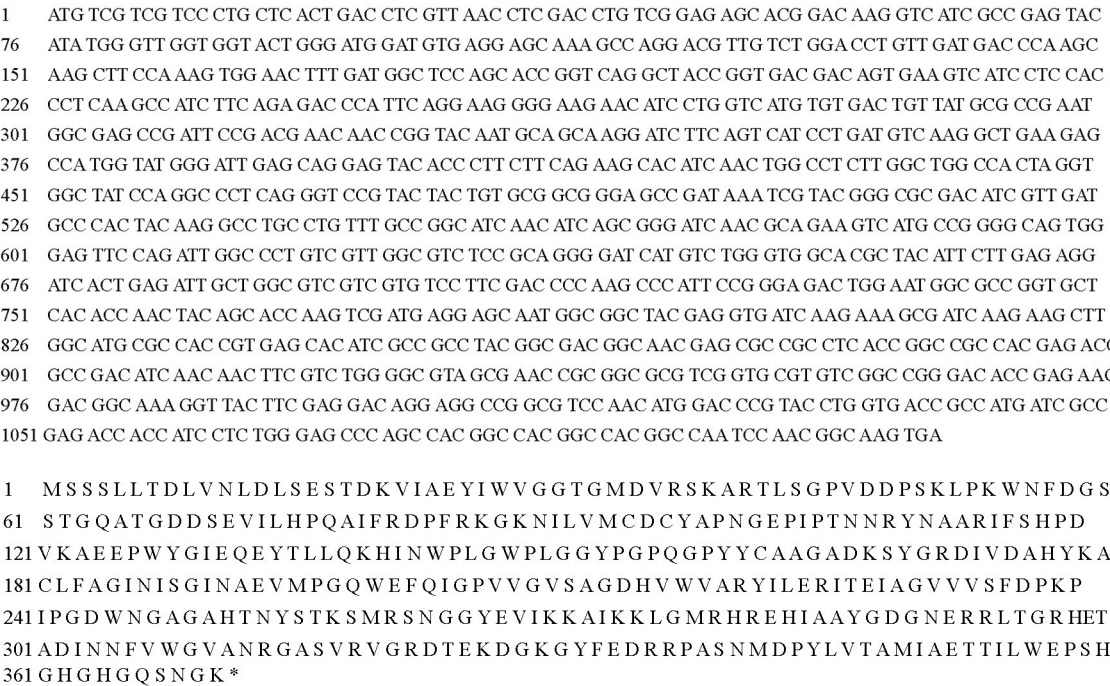 1 ATG TCG TCG TCC CTG CTC ACT GAC CTC GTT AAC CTC GAC CTG TCG GAG AGC ACG GAC AAG GTC ATC GCC GAG TAC
76 ATA TGG GTT GGT GGT ACT GGG ATG GAT GTG AGG AGC AAA GCC AGG ACG TTG TCT GGA CCT GTT GAT GAC CCA AGC
151 AAG CTT CCA AAG TGG AAC TTT GAT GGC TCC AGC ACC GGT CAG GCT ACC GGT GAC GAC AGT GAA GTC ATC CTC CAC
226 CCT CAA GCC ATC TTC AGA GAC CCA TTC AGG AAG GGG AAG AAC ATC CTG GTC ATG TGT GAC TGT TAT GCG CCG AAT
301 GGC GAG CCG ATT CCG ACG AAC AAC CGG TAC AAT GCA GCA AGG ATC TTC AGT CAT CCT GAT GTC AAG GCT GAA GAG
376 CCA TGG TAT GGG ATT GAG CAG GAG TAC ACC CTT CTT CAG AAG CAC ATC AAC TGG CCT CTT GGC TGG CCA CTA GGT
451 GGC TAT CCA GGC CCT CAG GGT CCG TAC TAC TGT GCG GCG GGA GCC GAT AAA TCG TAC GGG CGC GAC ATC GTT GAT
526 GCC CAC TAC AAG GCC TGC CTG TTT GCC GGC ATC AAC ATC AGC GGG ATC AAC GCA GAA GTC ATG CCG GGG CAG TGG
601 GAG TTC CAG ATT GGC CCT GTC GTT GGC GTC TCC GCA GGG GAT CAT GTC TGG GTG GCA CGC TAC ATT CTT GAG AGG
676 ATC ACT GAG ATT GCT GGC GTC GTC GTG TCC TTC GAC CCC AAG CCC ATT CCG GGA GAC TGG AAT GGC GCC GGT GCT
751 CAC ACC AAC TAC AGC ACC AAG TCG ATG AGG AGC AAT GGC GGC TAC GAG GTG ATC AAG AAA GCG ATC AAG AAG CTT
826 GGC ATG CGC CAC CGT GAG CAC ATC GCC GCC TAC GGC GAC GGC AAC GAG CGC CGC CTC ACC GGC CGC CAC GAG ACG
901 GCC GAC ATC AAC AAC TTC GTC TGG GGC GTA GCG AAC CGC GGC GCG TCG GTG CGT GTC GGC CGG GAC ACC GAG AAG
976 GAC GGC AAA GGT TAC TTC GAG GAC AGG AGG CCG GCG TCC AAC ATG GAC CCG TAC CTG GTG ACC GCC ATG ATC GCC
1051 GAG ACC ACC ATC CTC TGG GAG CCC AGC CAC GGC CAC GGC CAC GGC CAA TCC AAC GGC AAG TGA
1 M S S S L L T D L V N L D L S E S T D K V I A E Y I W V G G T G M D V R S K A R T L S G P V D D P S K L P K W N F D G S
61 S T G Q A T G D D S E V I L H P Q A I F R D P F R K G K N I L V M C D C Y A P N G E P I P T N N R Y N A A R I F S H P D
121 V K A E E P W Y G I E Q E Y T L L Q K H I N W P L G W P L G G Y P G P Q G P Y Y C A A G A D K S Y G R D I V D A H Y K A
181 C L F A G I N I S G I N A E V M P G Q W E F Q I G P V V G V S A G D H V W V A R Y I L E R I T E I A G V V V S F D P K P
241 I P G D W N G A G A H T N Y S T K S M R S N G G Y E V I K K A I K K L G M R H R E H I A A Y G D G N E R R L T G R H E T
301 A D I N N F V W G V A N R G A S V R V G R D T E K D G K G Y F E D R R P A S N M D P Y L V T A M I A E T T I L W E P S H
361 G H G H G Q S N G K *